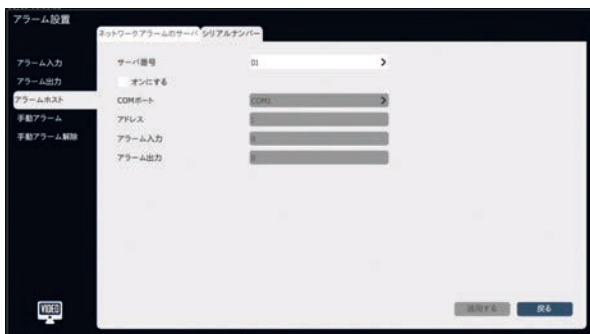 アラーム設置
ネットワークアラームのサーバ シリアルナンバー
アラーム入力
アラーム出力
アラームホスト
手動アラーム
手動アラーム解除
サーバ番号 01
オンにする
COMポート COM1
アドレス 1
アラーム入力 0
アラーム出力 0
適用する 戻る
VIDEO